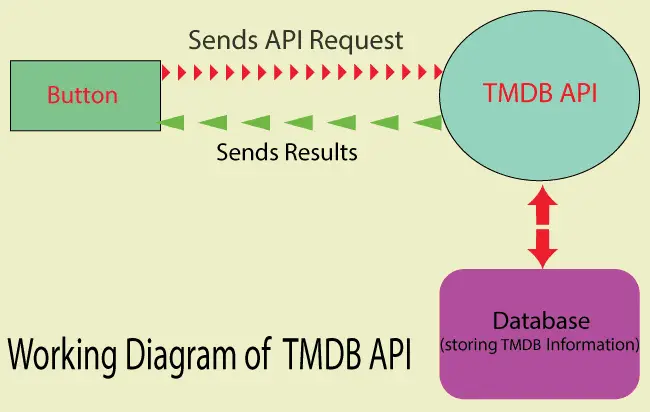 Sends API Request
Button
TMDB API
Sends Results
Database
(storing TMDB Information)
Working Diagram of TMDB API